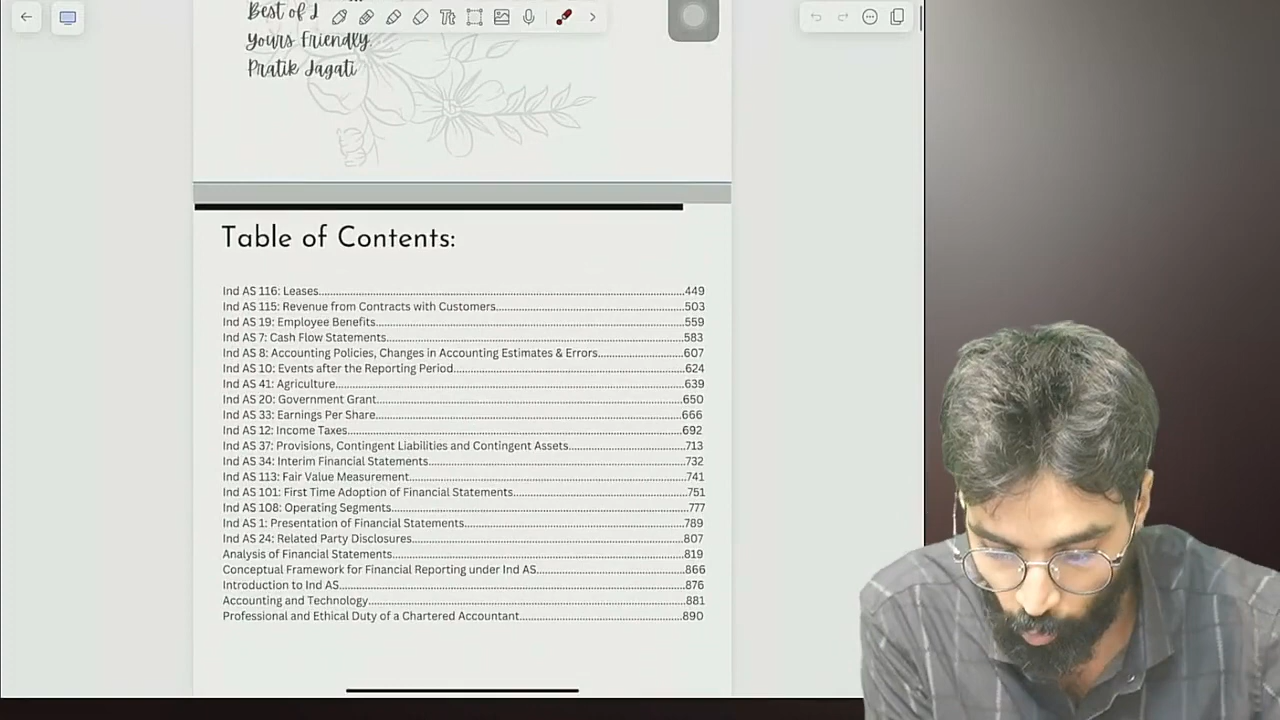 Best of
Yours Friendly
Pratik Jagati
Table of Contents:
Ind AS 116: Leases........449
Ind AS 115: Revenue from Contracts with Customers........503
Ind AS 19: Employee Benefits........559
Ind AS 7: Cash Flow Statements........583
Ind AS 8: Accounting Policies, Changes in Accounting Estimates & Errors........607
Ind AS 10: Events after the Reporting Period........624
Ind AS 41: Agriculture........639
Ind AS 20: Government Grant........650
Ind AS 33: Earnings Per Share........666
Ind AS 12: Income Taxes........692
Ind AS 37: Provisions, Contingent Liabilities and Contingent Assets........713
Ind AS 34: Interim Financial Statements........732
Ind AS 113: Fair Value Measurement........741
Ind AS 101: First Time Adoption of Financial Statements........751
Ind AS 108: Operating Segments........777
Ind AS 1: Presentation of Financial Statements........789
Ind AS 24: Related Party Disclosures........807
Analysis of Financial Statements........819
Conceptual Framework for Financial Reporting under Ind AS........866
Introduction to Ind AS........876
Accounting and Technology........881
Professional and Ethical Duty of a Chartered Accountant........890